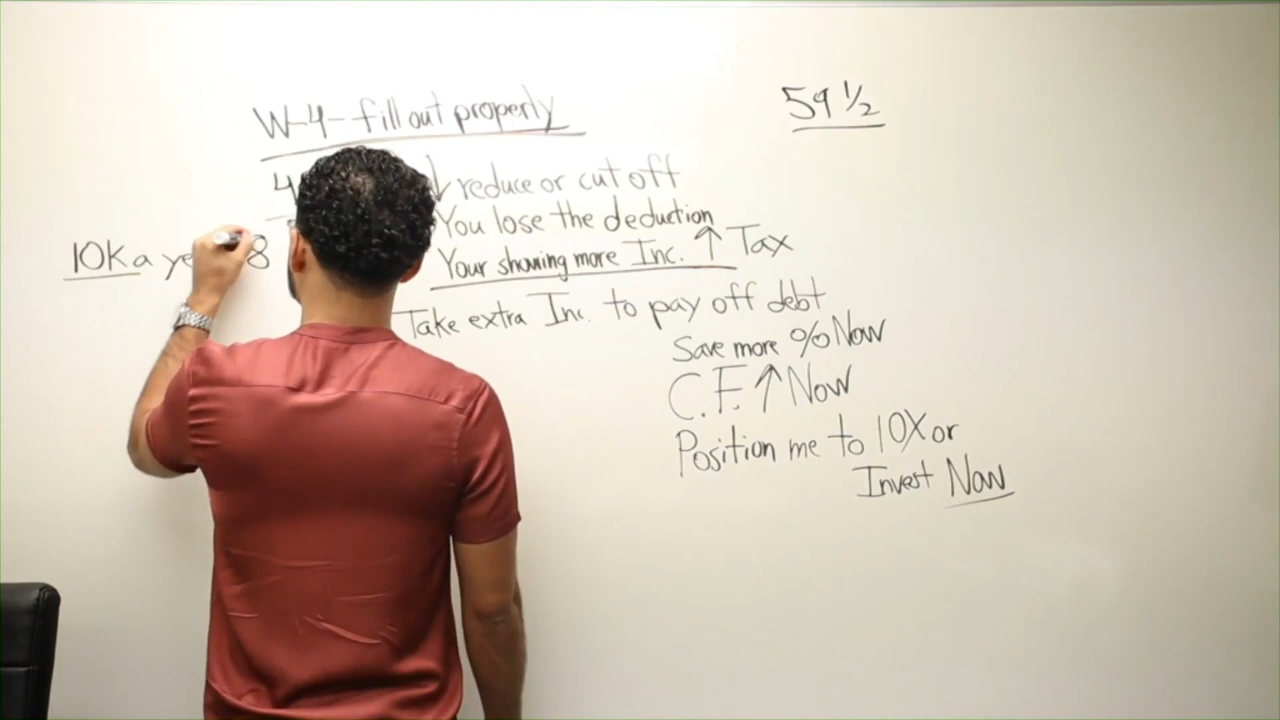 W-4 - fill out properly
59 1/2
4 ↓ reduce or cut off
You lose the deduction
Your showing more Inc. ↑ Tax
10K a ye 8
Take extra Inc. to pay off debt
Save more % Now
C.F. ↑ Now
Position me to 10X or
Invest Now